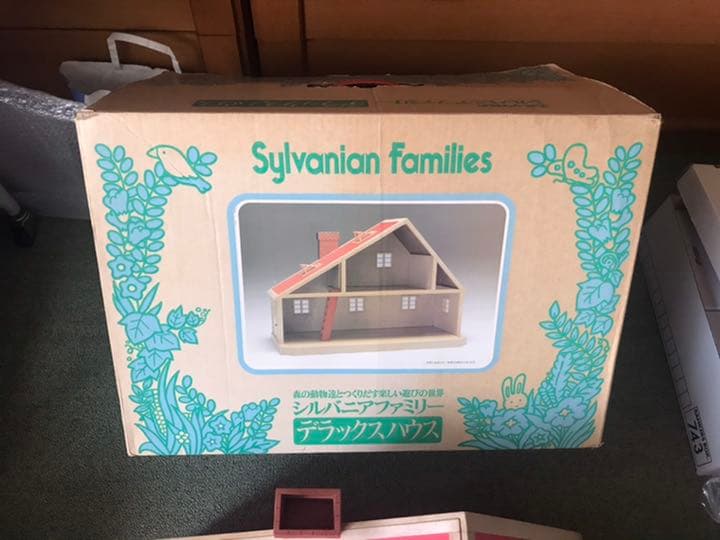 Sylvanian Families
森の動物達とつくりだす楽しい遊びの世界
シルバニアファミリー
デラックスハウス
743